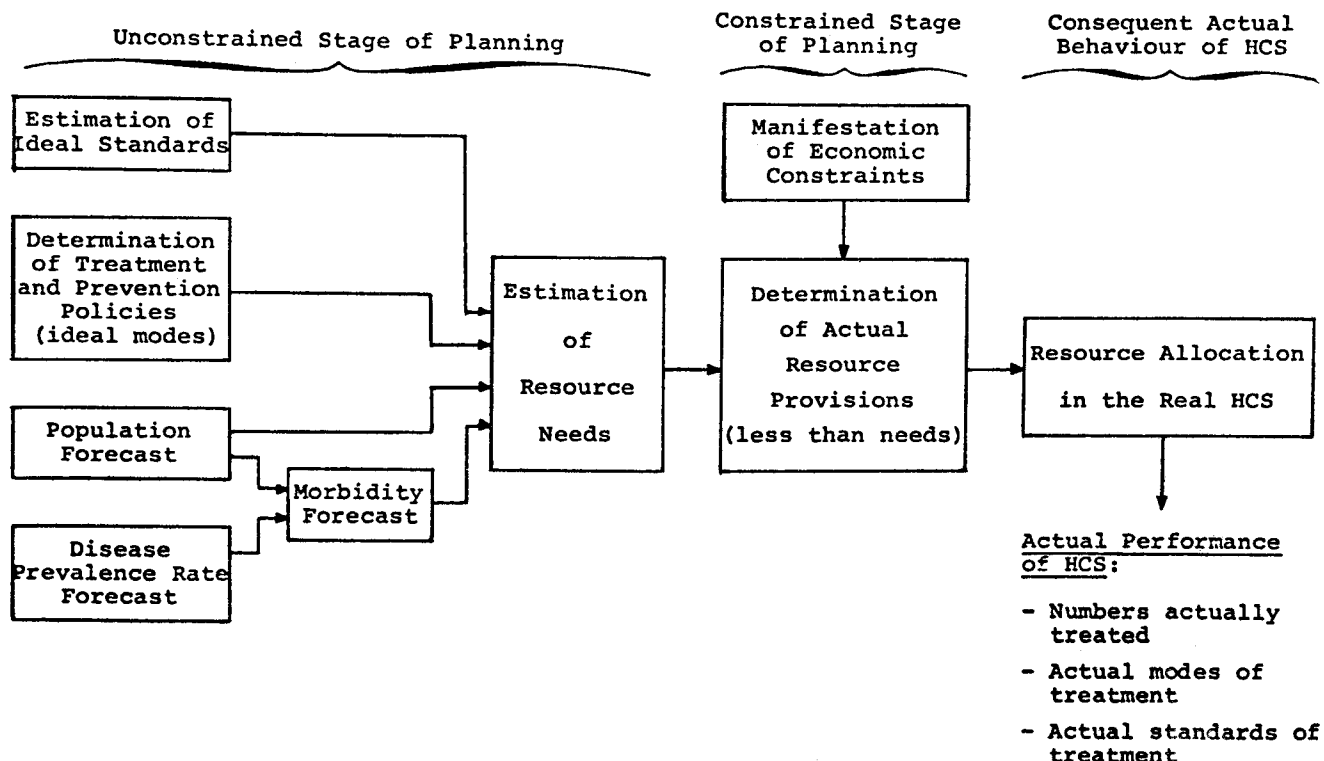 Unconstrained Stage of Planning
Constrained Stage
of Planning
Consequent Actual
Behaviour of HCS
Estimation of
Ideal Standards
Determination
of Treatment
and Prevention
Policies
(ideal modes)
Population
Forecast
Disease
Prevalence Rate
Forecast
Morbidity
Forecast
Estimation
of
Resource
Needs
Manifestation
of Economic
Constraints
Determination
of Actual
Resource
Provisions
(less than needs)
Resource Allocation
in the Real HCS
Actual Performance
of HCS:
- Numbers actually
treated
- Actual modes of
treatment
- Actual standards of
treatment